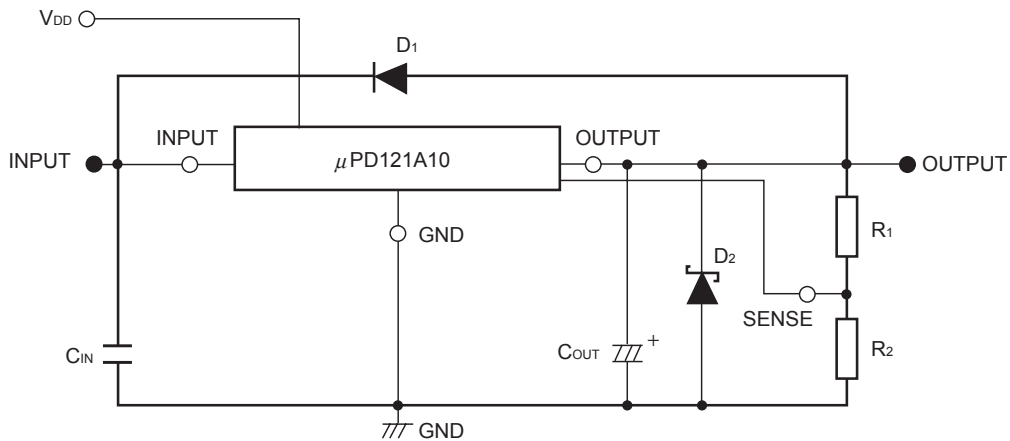 VDD
D1
INPUT
INPUT
μPD121A10
OUTPUT
OUTPUT
GND
R1
D2
SENSE
CIN
COUT
+
R2
GND